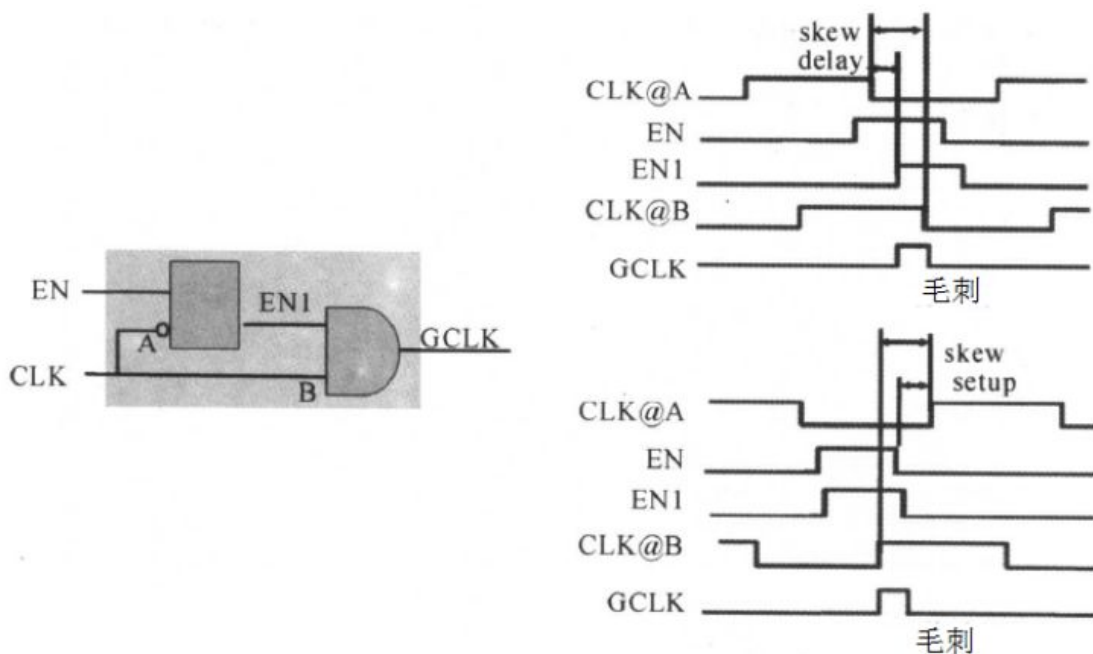 EN
A
EN1
CLK
B
GCLK
skew
delay
CLK@A
EN
EN1
CLK@B
GCLK
毛刺
skew
setup
CLK@A
EN
EN1
CLK@B
GCLK
毛刺